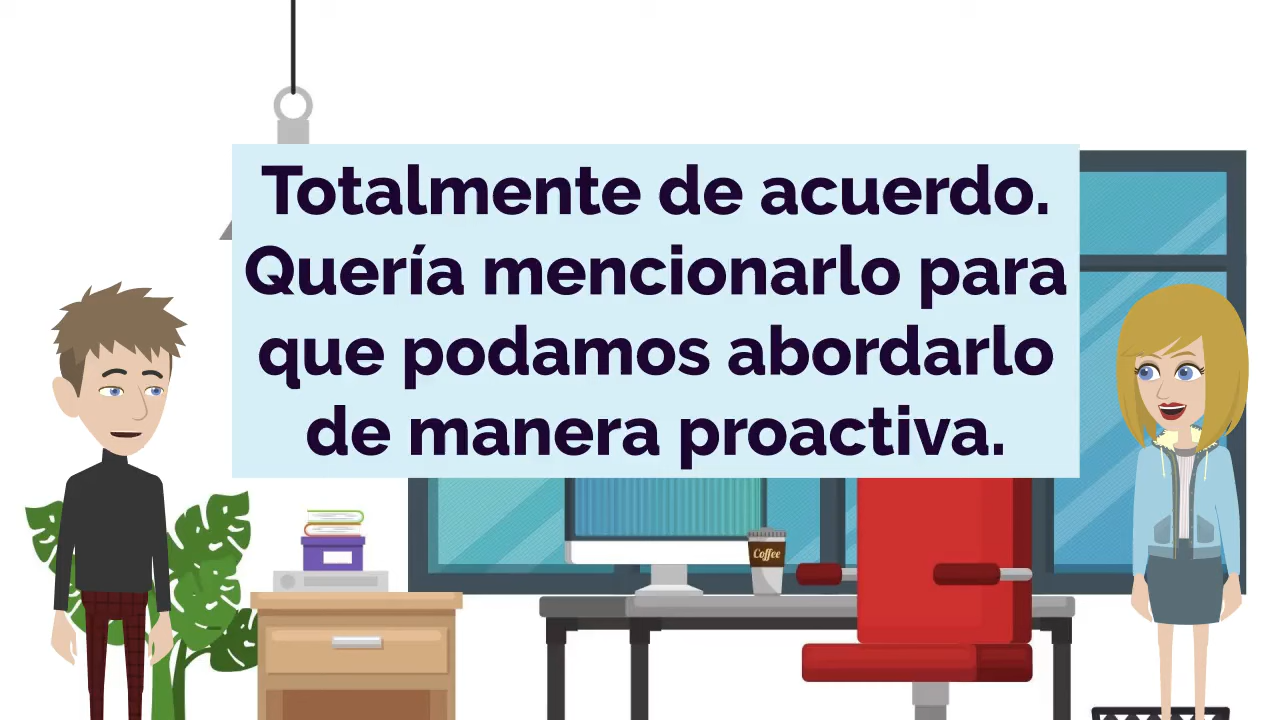 Totalmente de acuerdo.
Quería mencionarlo para
que podamos abordarlo
de manera proactiva.
Coffee